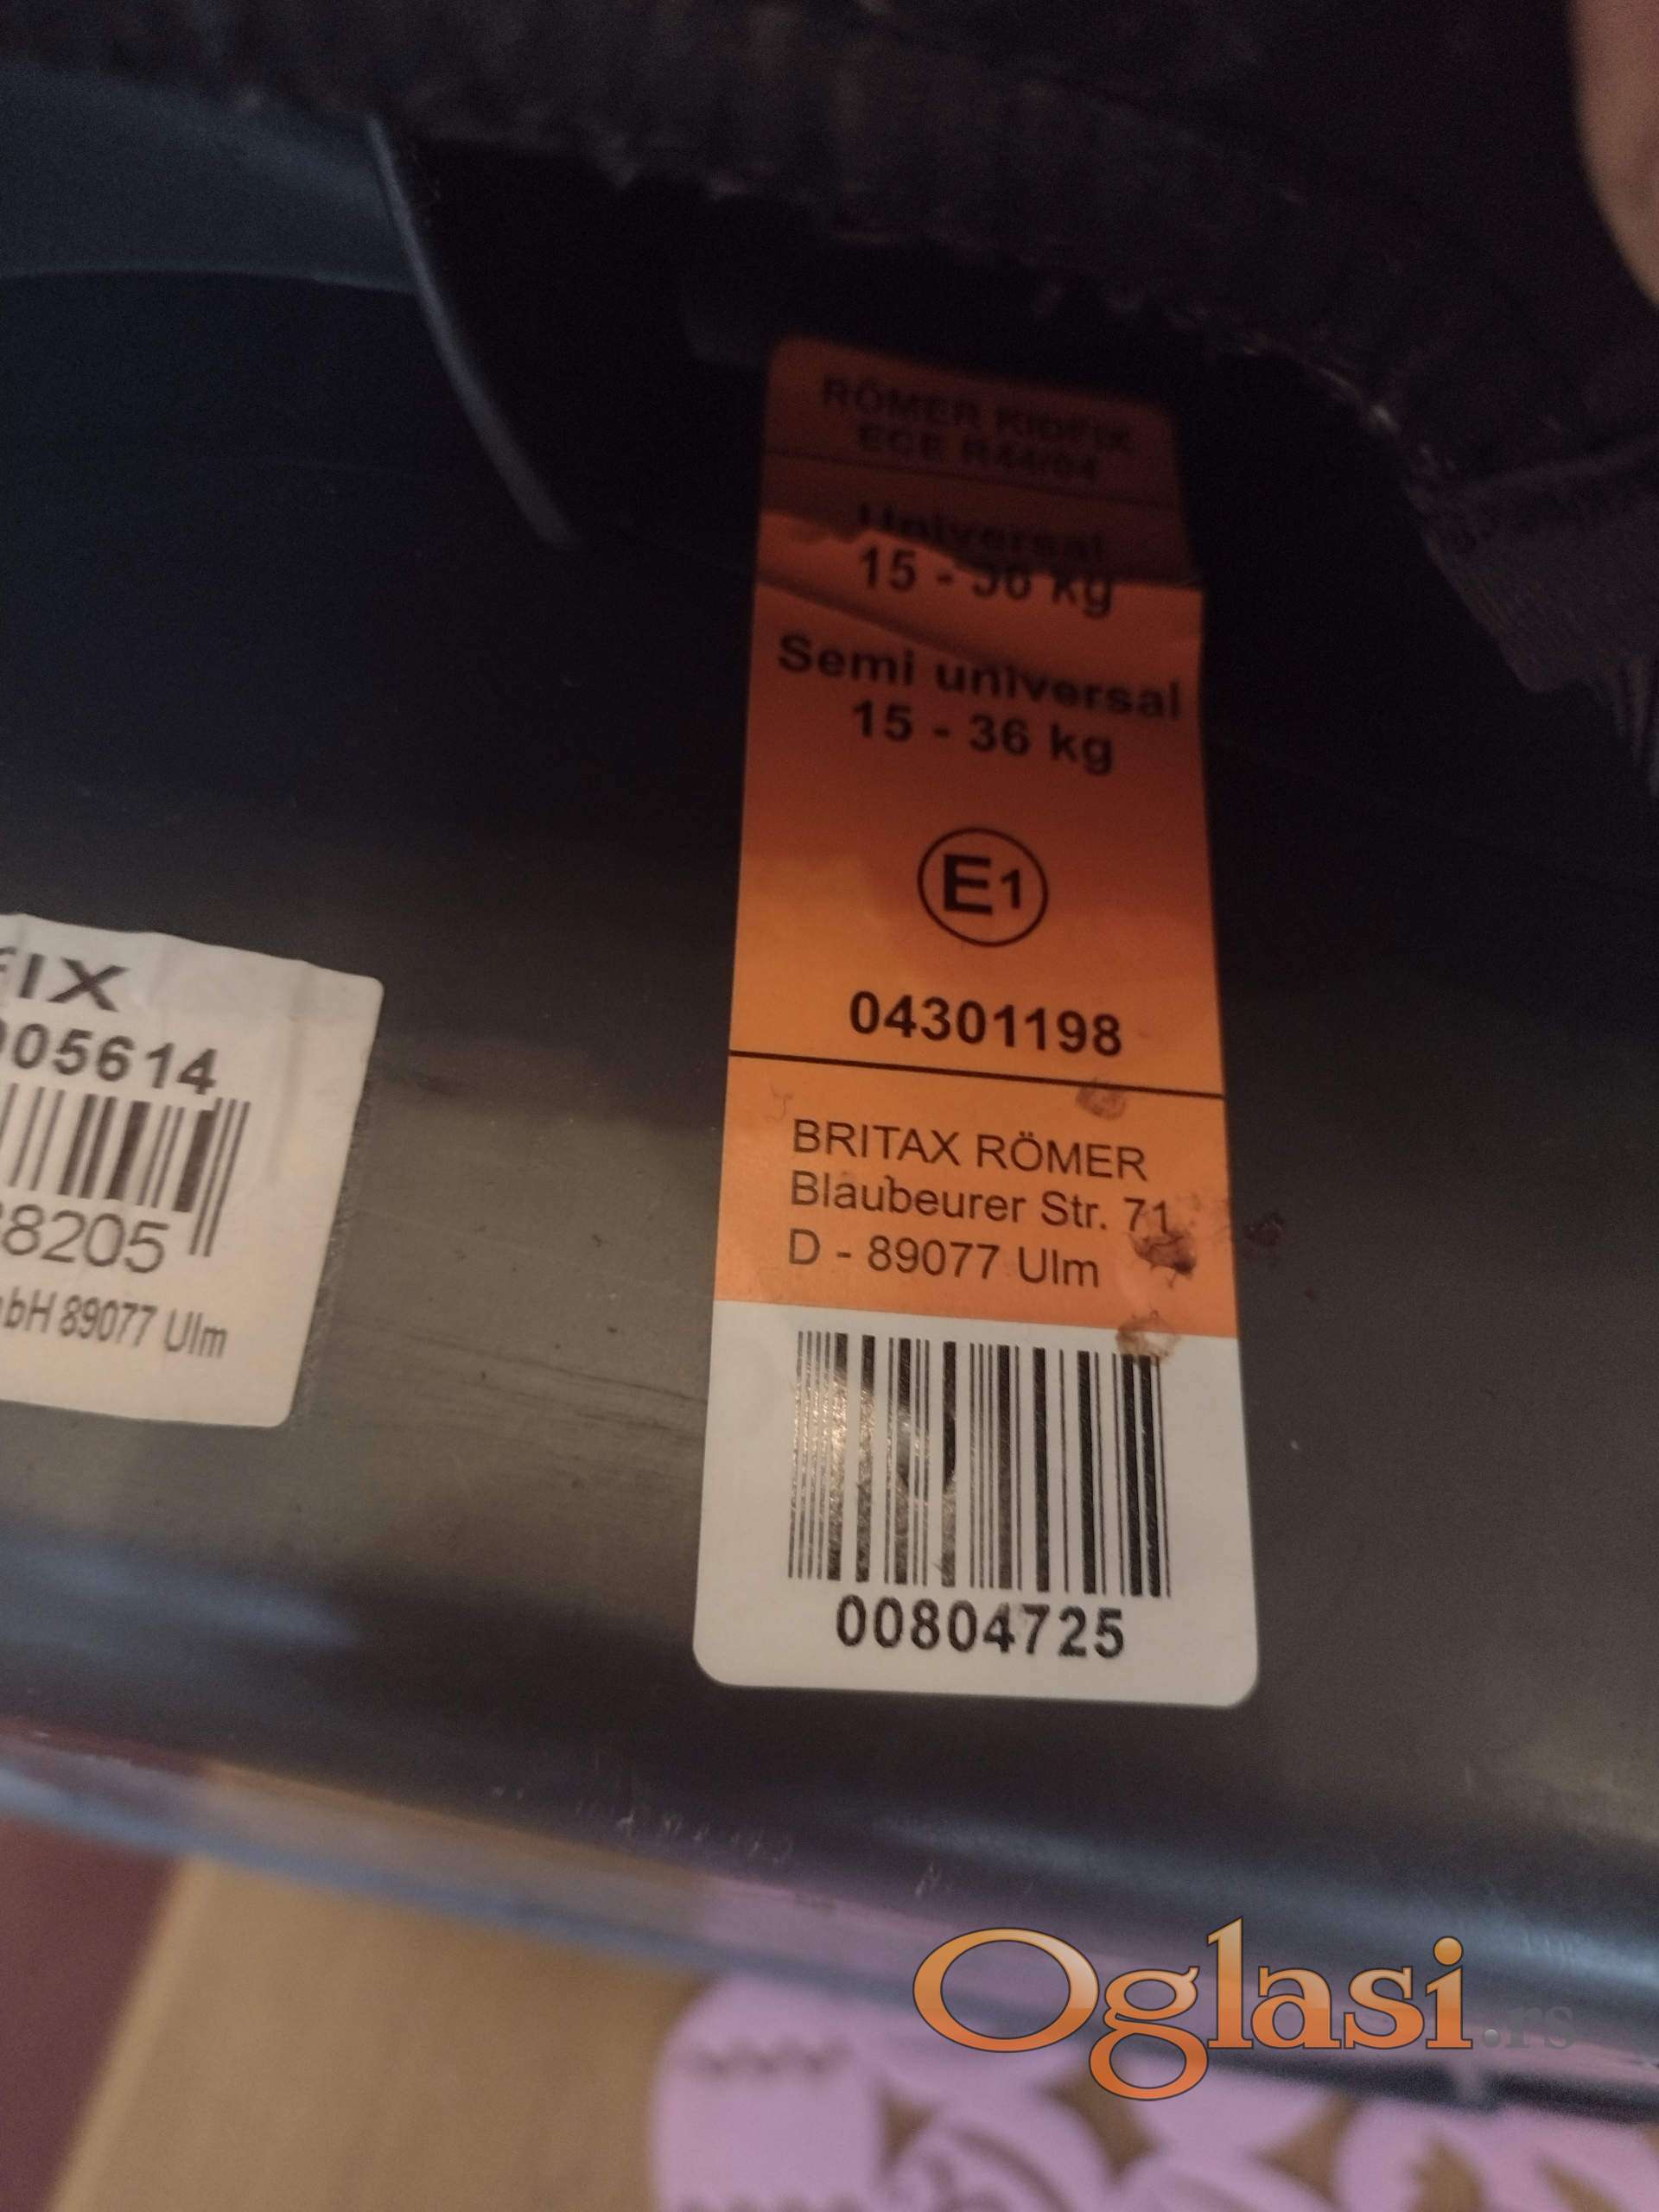 RÖMER KIDFIX
ECE R44/04
Universal
15 - 36 kg
Semi universal
15 - 36 kg
E1
04301198
BRITAX RÖMER
Blaubeurer Str. 71
D - 89077 Ulm
00804725
FIX
005614
8205
bH 89077 Ulm
Oglasi.rs